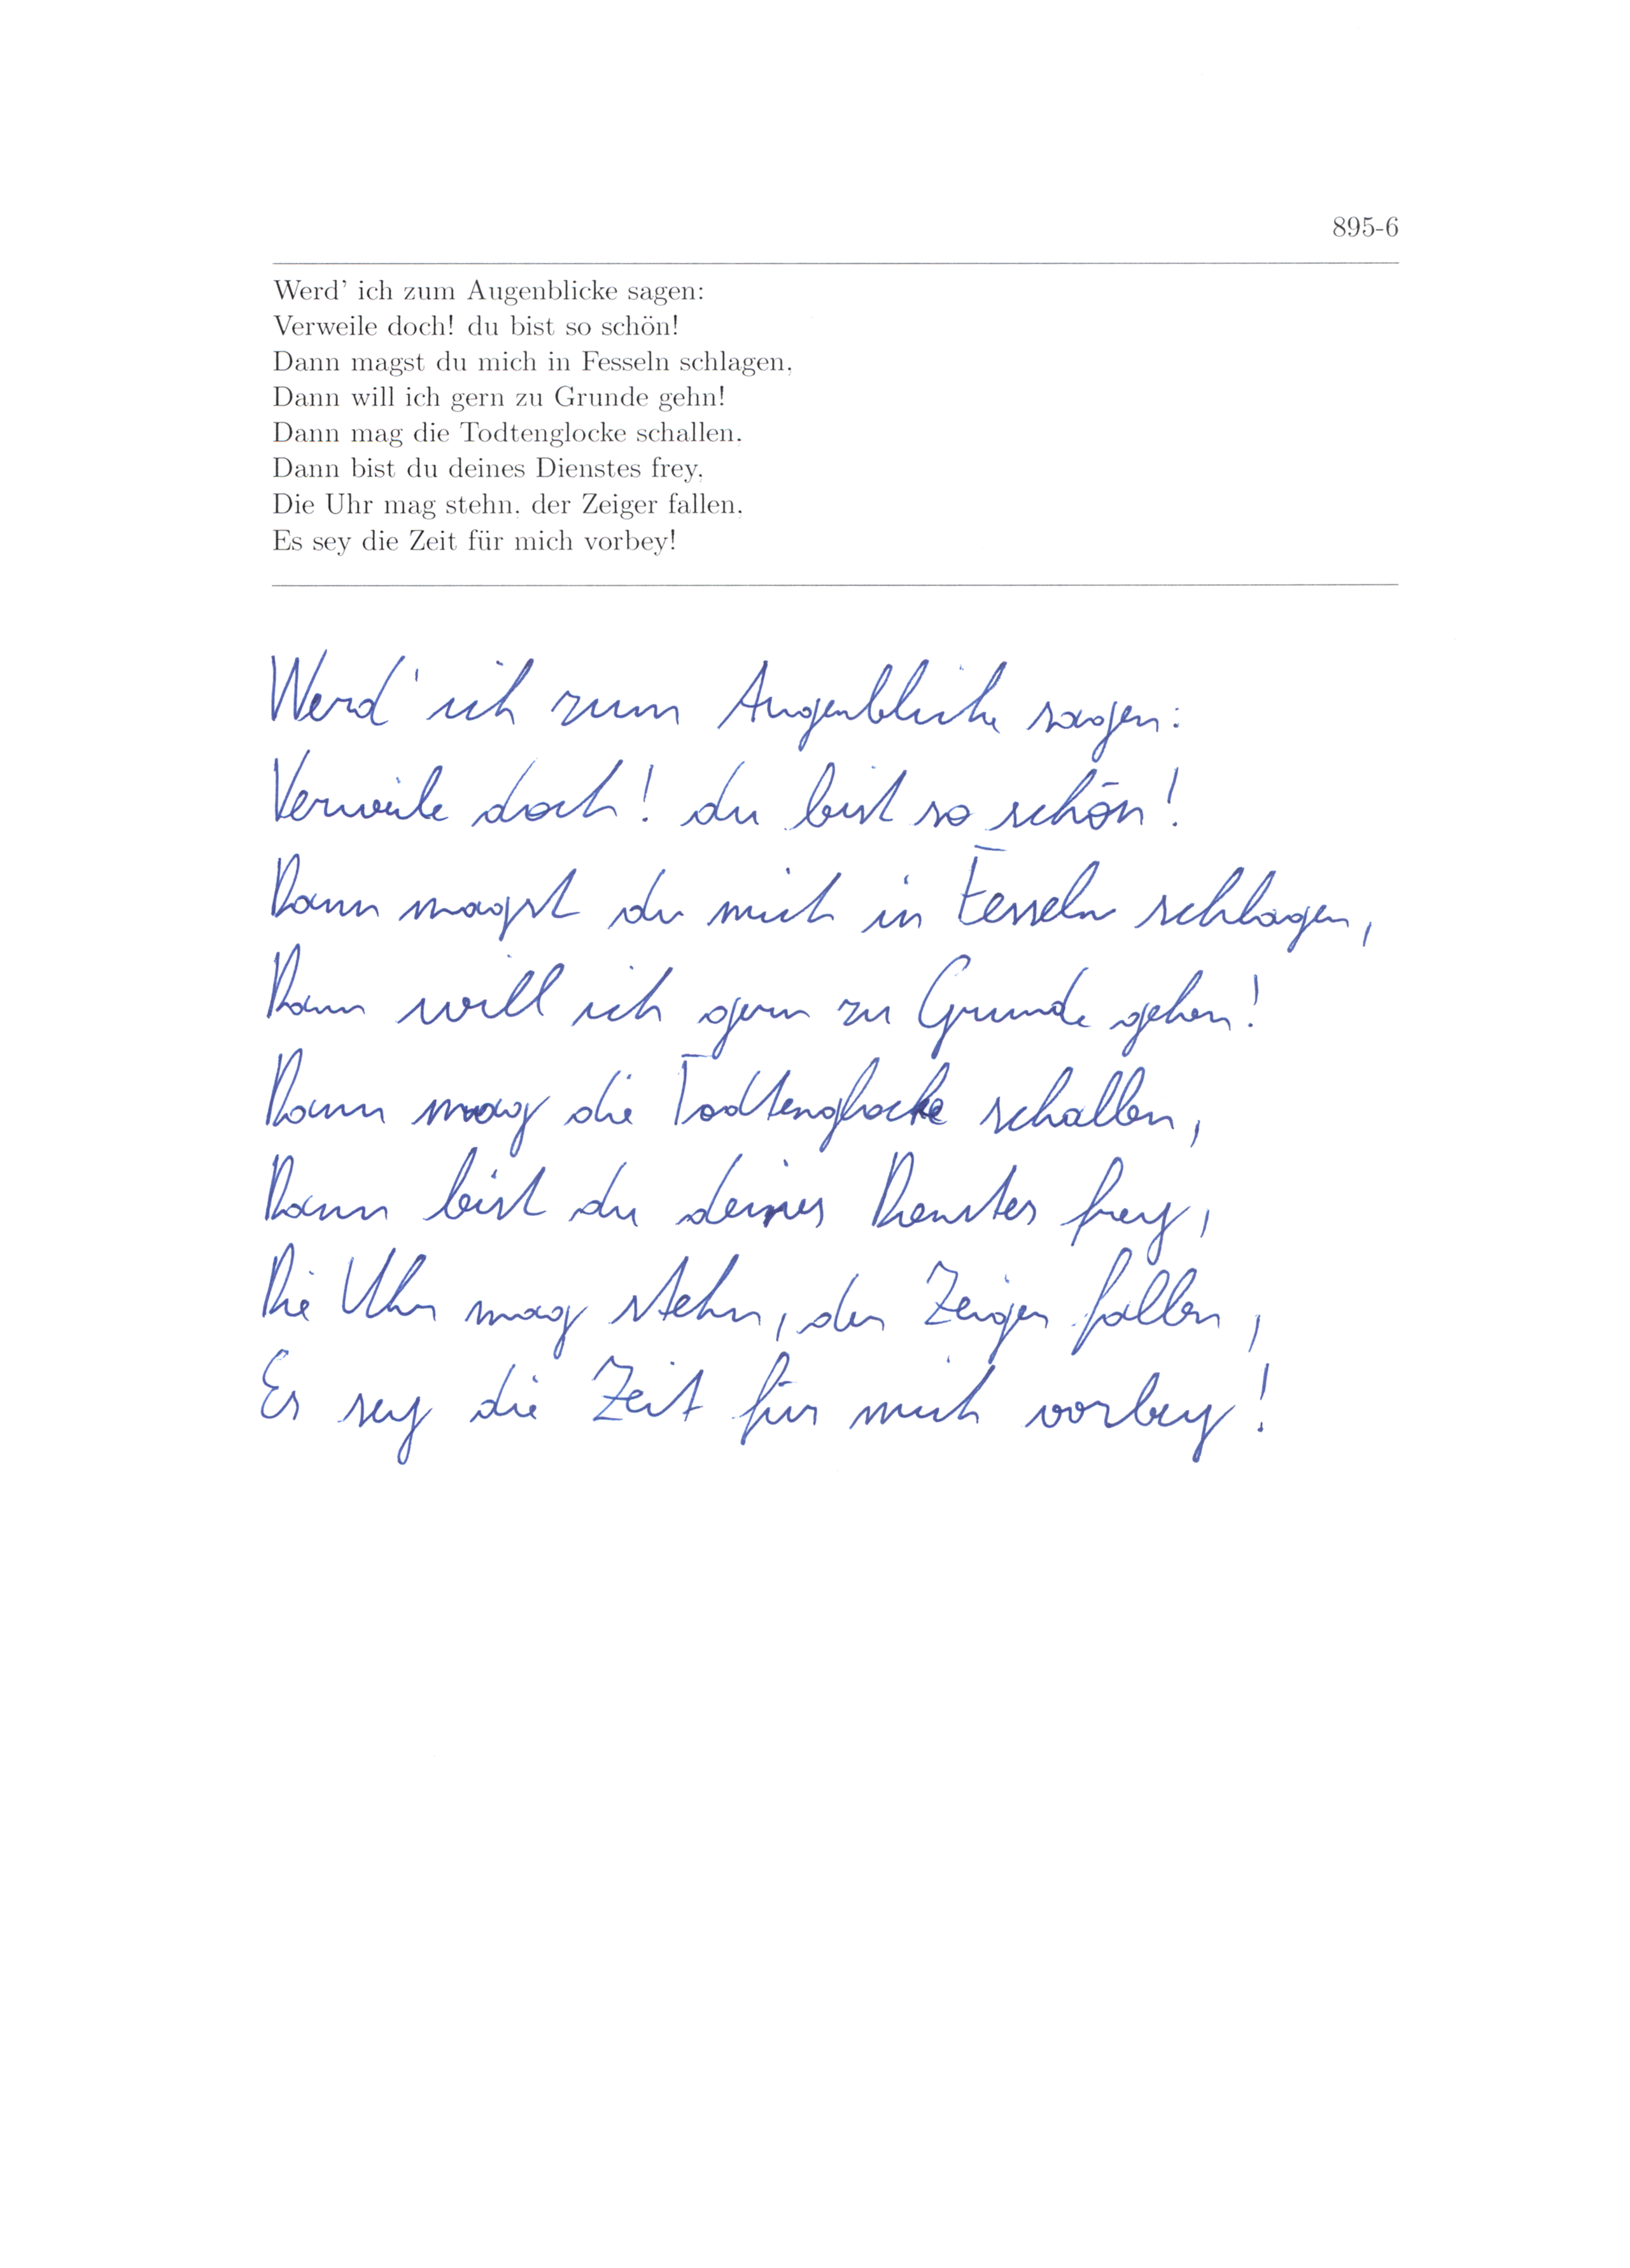 895-6
Werd' ich zum Augenblicke sagen:
Verweile doch! du bist so schön!
Dann magst du mich in Fesseln schlagen,
Dann will ich gern zu Grunde gehn!
Dann mag die Todtenglocke schallen,
Dann bist du deines Dienstes frey,
Die Uhr mag stehn, der Zeiger fallen,
Es sey die Zeit für mich vorbey!
Werd' ich zum Augenblicke sagen:
Verweile doch! du bist so schön!
Dann magst du mich in Fesseln schlagen,
Dann will ich gern zu Grunde gehen!
Dann mag die Todtenglocke schallen,
Dann bist du deines Dienstes frey,
Die Uhr mag stehn, der Zeiger fallen,
Es sey die Zeit für mich vorbey!